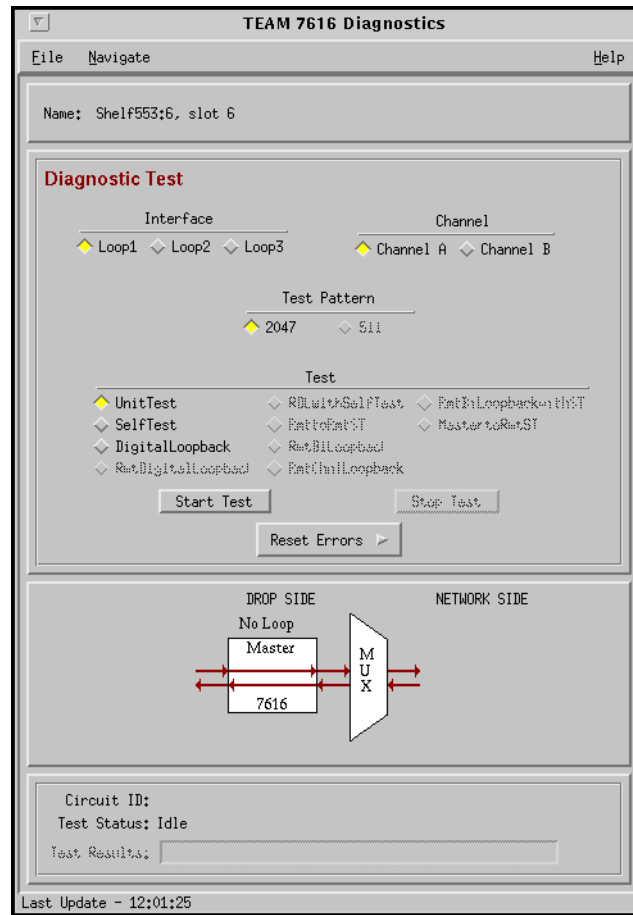 TEAM 7616 Diagnostics
File Navigate Help
Name: Shelf553:6, slot 6
Diagnostic Test
Interface Channel
Loop1 Loop2 Loop3 Channel A Channel B
Test Pattern
2047 511
Test
UnitTest RDLwithSelfTest RmtEnLoopbackwithST
SelfTest RmttoRmtST MastertoRmtST
DigitalLoopback RmtBiLoopback
RmtDigitalLoopback RmtChnlLoopback
Start Test Stop Test
Reset Errors
DROP SIDE NETWORK SIDE
No Loop
Master
MUX
7616
Circuit ID:
Test Status: Idle
Test Results:
Last Update - 12:01:25